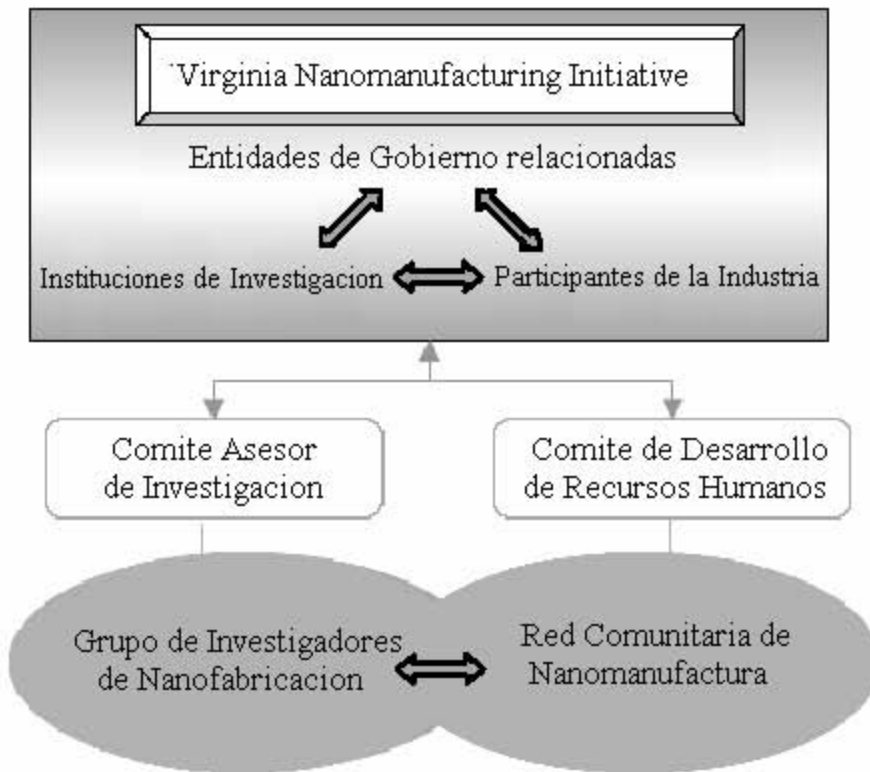 Virginia Nanomanufacturing Initiative
Entidades de Gobierno relacionadas
Instituciones de Investigacion
Participantes de la Industria
Comite Asesor
de Investigacion
Comite de Desarrollo
de Recursos Humanos
Grupo de Investigadores
de Nanofabricacion
Red Comunitaria de
Nanomanufactura